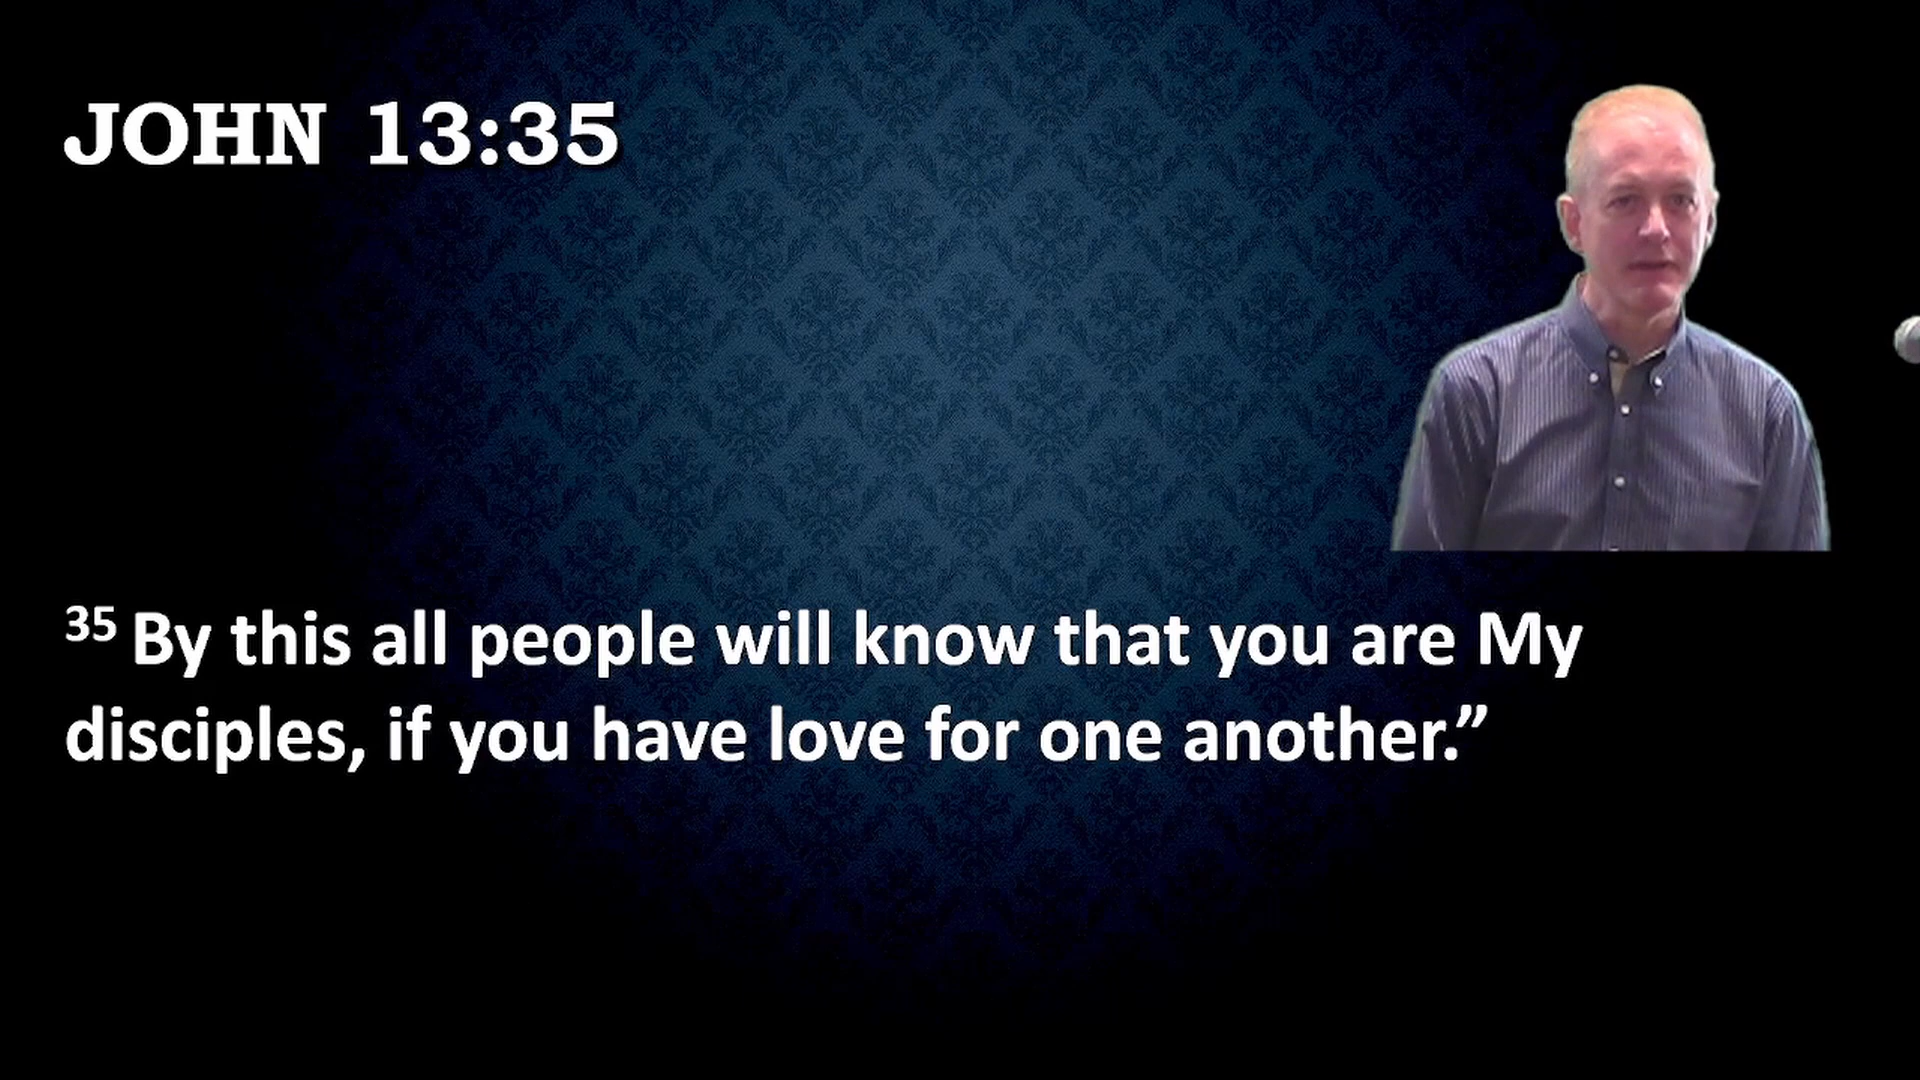 JOHN 13:35
35 By this all people will know that you are My
disciples, if you have love for one another.”